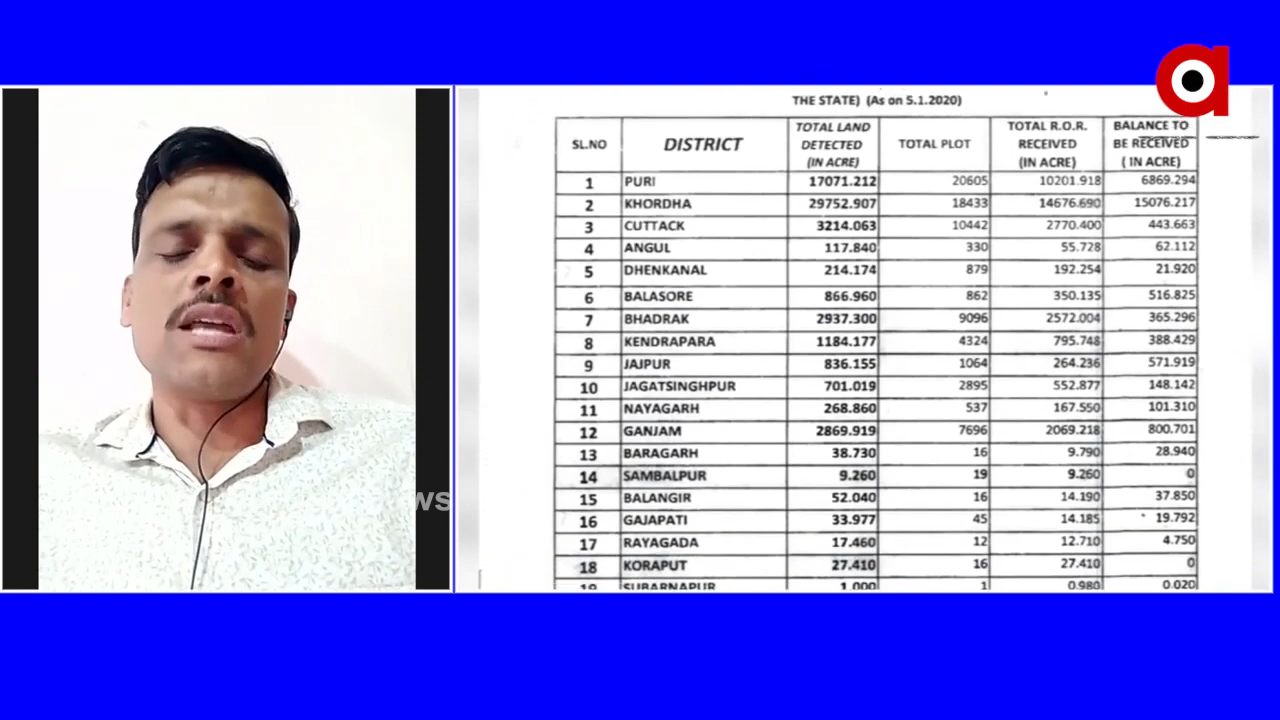 THE STATE) (As on 5.1.2020)
SL.NO DISTRICT TOTAL LAND DETECTED (IN ACRE) TOTAL PLOT TOTAL R.O.R. RECEIVED (IN ACRE) BALANCE TO BE RECEIVED ( IN ACRE)
1 PURI 17071.212 20605 10201.918 6869.294
2 KHORDHA 29752.907 18433 14676.690 15076.217
3 CUTTACK 3214.063 10442 2770.400 443.663
4 ANGUL 117.840 330 55.728 62.112
5 DHENKANAL 214.174 879 192.254 21.920
6 BALASORE 866.960 862 350.135 516.825
7 BHADRAK 2937.300 9096 2572.004 365.296
8 KENDRAPARA 1184.177 4324 795.748 388.429
9 JAJPUR 836.155 1064 264.236 571.919
10 JAGATSINGHPUR 701.019 2895 552.877 148.142
11 NAYAGARH 268.860 537 167.550 101.310
12 GANJAM 2869.919 7696 2069.218 800.701
13 BARAGARH 38.730 16 9.790 28.940
14 SAMBALPUR 9.260 19 9.260 0
15 BALANGIR 52.040 16 14.190 37.850
16 GAJAPATI 33.977 45 14.185 19.792
17 RAYAGADA 17.460 12 12.710 4.750
18 KORAPUT 27.410 16 27.410 0
19 SUBARNAPUR 1.000 1 0.980 0.020
ws
a